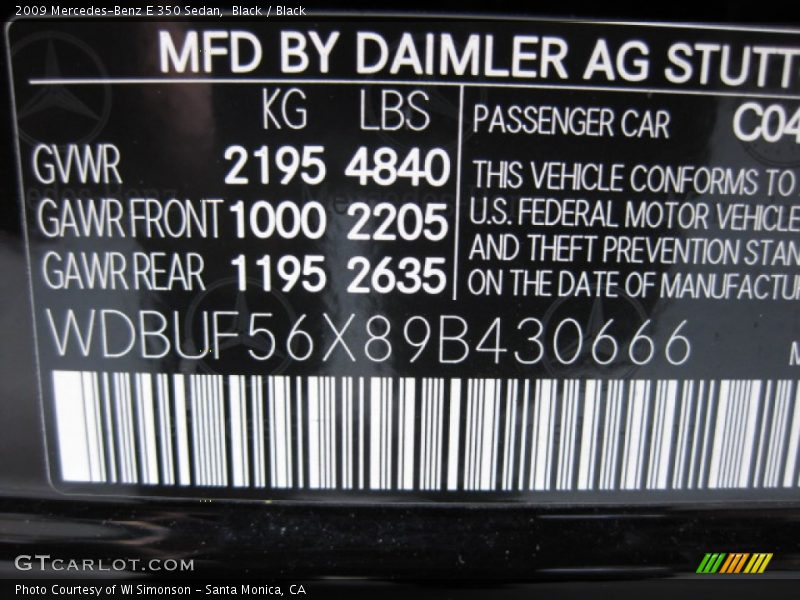 2009 Mercedes-Benz E 350 Sedan, Black / Black
MFD BY DAIMLER AG STUTT
KG LBS
GVWR 2195 4840
GAWR FRONT 1000 2205
GAWR REAR 1195 2635
PASSENGER CAR C04
THIS VEHICLE CONFORMS TO
U.S. FEDERAL MOTOR VEHICLE
AND THEFT PREVENTION STAN
ON THE DATE OF MANUFACTUR
WDBUF56X89B430666
M
GTCARLOT.COM
Photo Courtesy of WI Simonson - Santa Monica, CA